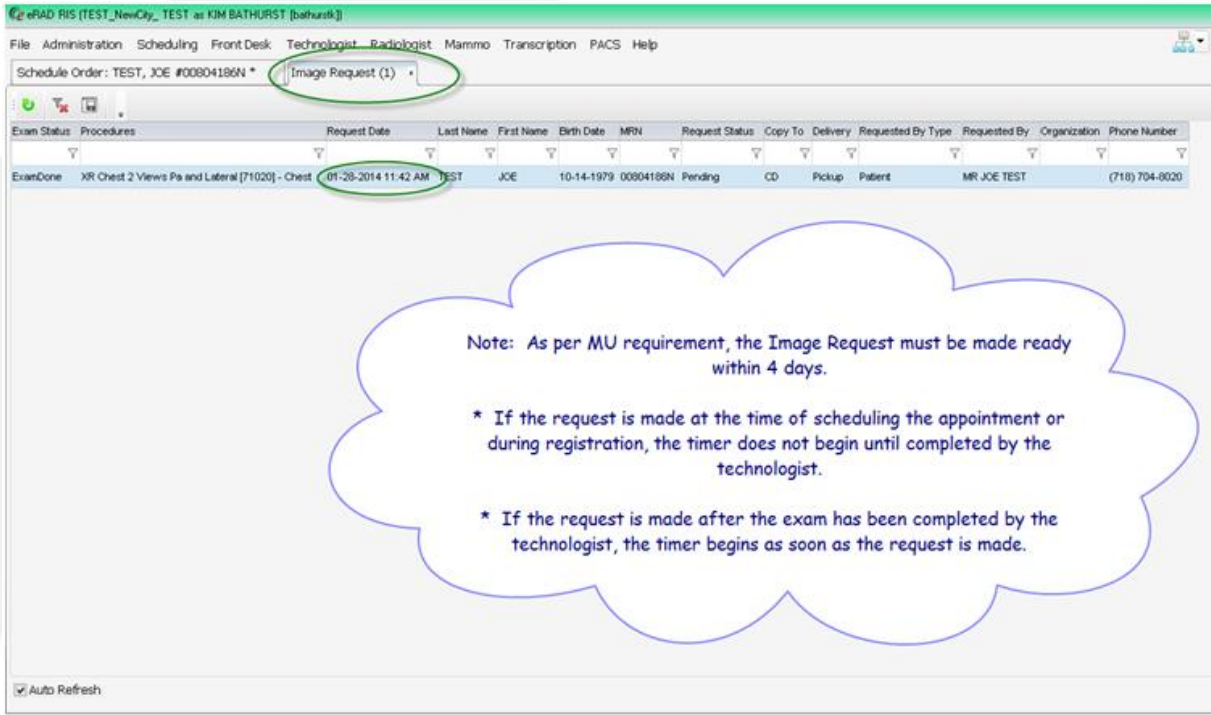 eRAD RIS (TEST_NewCity_ TEST as KIM BATHURST [bathurstk])
File Administration Scheduling Front Desk Technologist Radiologist Mammo Transcription PACS Help
Schedule Order: TEST, JOE #00804186N * Image Request (1)
Exam Status Procedures Request Date Last Name First Name Birth Date MRN Request Status Copy To Delivery Requested By Type Requested By Organization Phone Number
ExamDone XR Chest 2 Views Pa and Lateral [71020] - Chest 01-28-2014 11:42 AM TEST JOE 10-14-1979 00804186N Pending CD Pickup Patient MR JOE TEST (718) 704-8020
Note: As per MU requirement, the Image Request must be made ready
within 4 days.
* If the request is made at the time of scheduling the appointment or
during registration, the timer does not begin until completed by the
technologist.
* If the request is made after the exam has been completed by the
technologist, the timer begins as soon as the request is made.
Auto Refresh